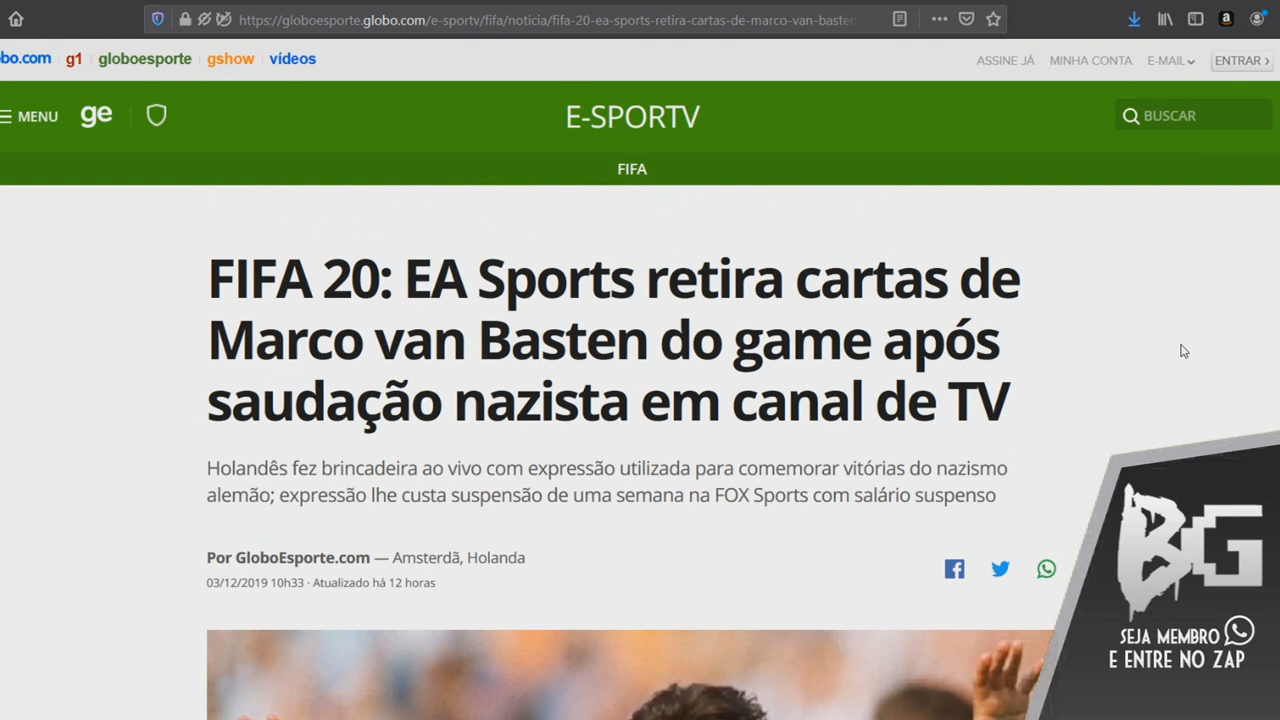 https://globoesporte.globo.com/e-sportv/fifa/noticia/fifa-20-ea-sports-retira-cartas-de-marco-van-basten
bo.com g1 globoesporte gshow vídeos ASSINE JÁ MINHA CONTA E-MAIL ENTRAR ›
MENU ge E-SPORTV BUSCAR
FIFA
FIFA 20: EA Sports retira cartas de
Marco van Basten do game após
saudação nazista em canal de TV
Holandês fez brincadeira ao vivo com expressão utilizada para comemorar vitórias do nazismo
alemão; expressão lhe custa suspensão de uma semana na FOX Sports com salário suspenso
Por GloboEsporte.com — Amsterdã, Holanda
03/12/2019 10h33 · Atualizado há 12 horas
BG
SEJA MEMBRO
E ENTRE NO ZAP